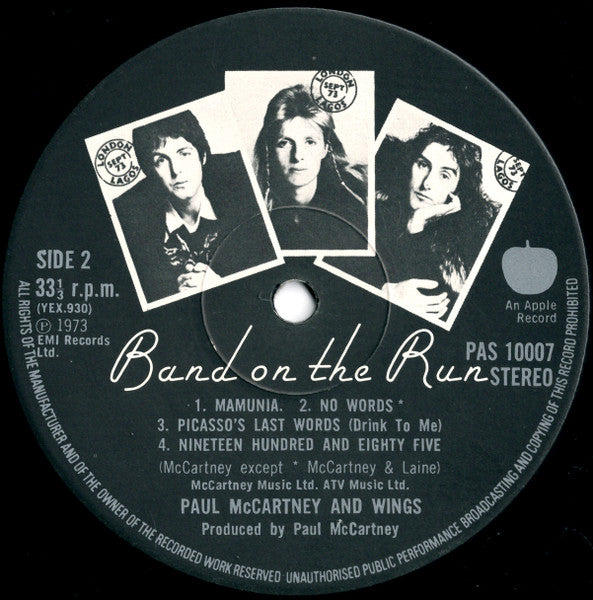 LONDON
SEPT
73
LAGOS
LONDON
SEPT
73
LAGOS
LONDON
SEPT
73
LAGOS
SIDE 2
33⅓ r.p.m.
(YEX.930)
℗ 1973
EMI Records
Ltd.
An Apple
Record
PAS 10007
STEREO
Band on the Run
1. MAMUNIA. 2. NO WORDS*
3. PICASSO'S LAST WORDS (Drink To Me)
4. NINETEEN HUNDRED AND EIGHTY FIVE
(McCartney except * McCartney & Laine)
McCartney Music Ltd. ATV Music Ltd.
PAUL McCARTNEY AND WINGS
Produced by Paul McCartney
ALL RIGHTS OF THE MANUFACTURER AND OF THE OWNER OF THE RECORDED WORK RESERVED UNAUTHORISED PUBLIC PERFORMANCE BROADCASTING AND COPYING OF THIS RECORD PROHIBITED